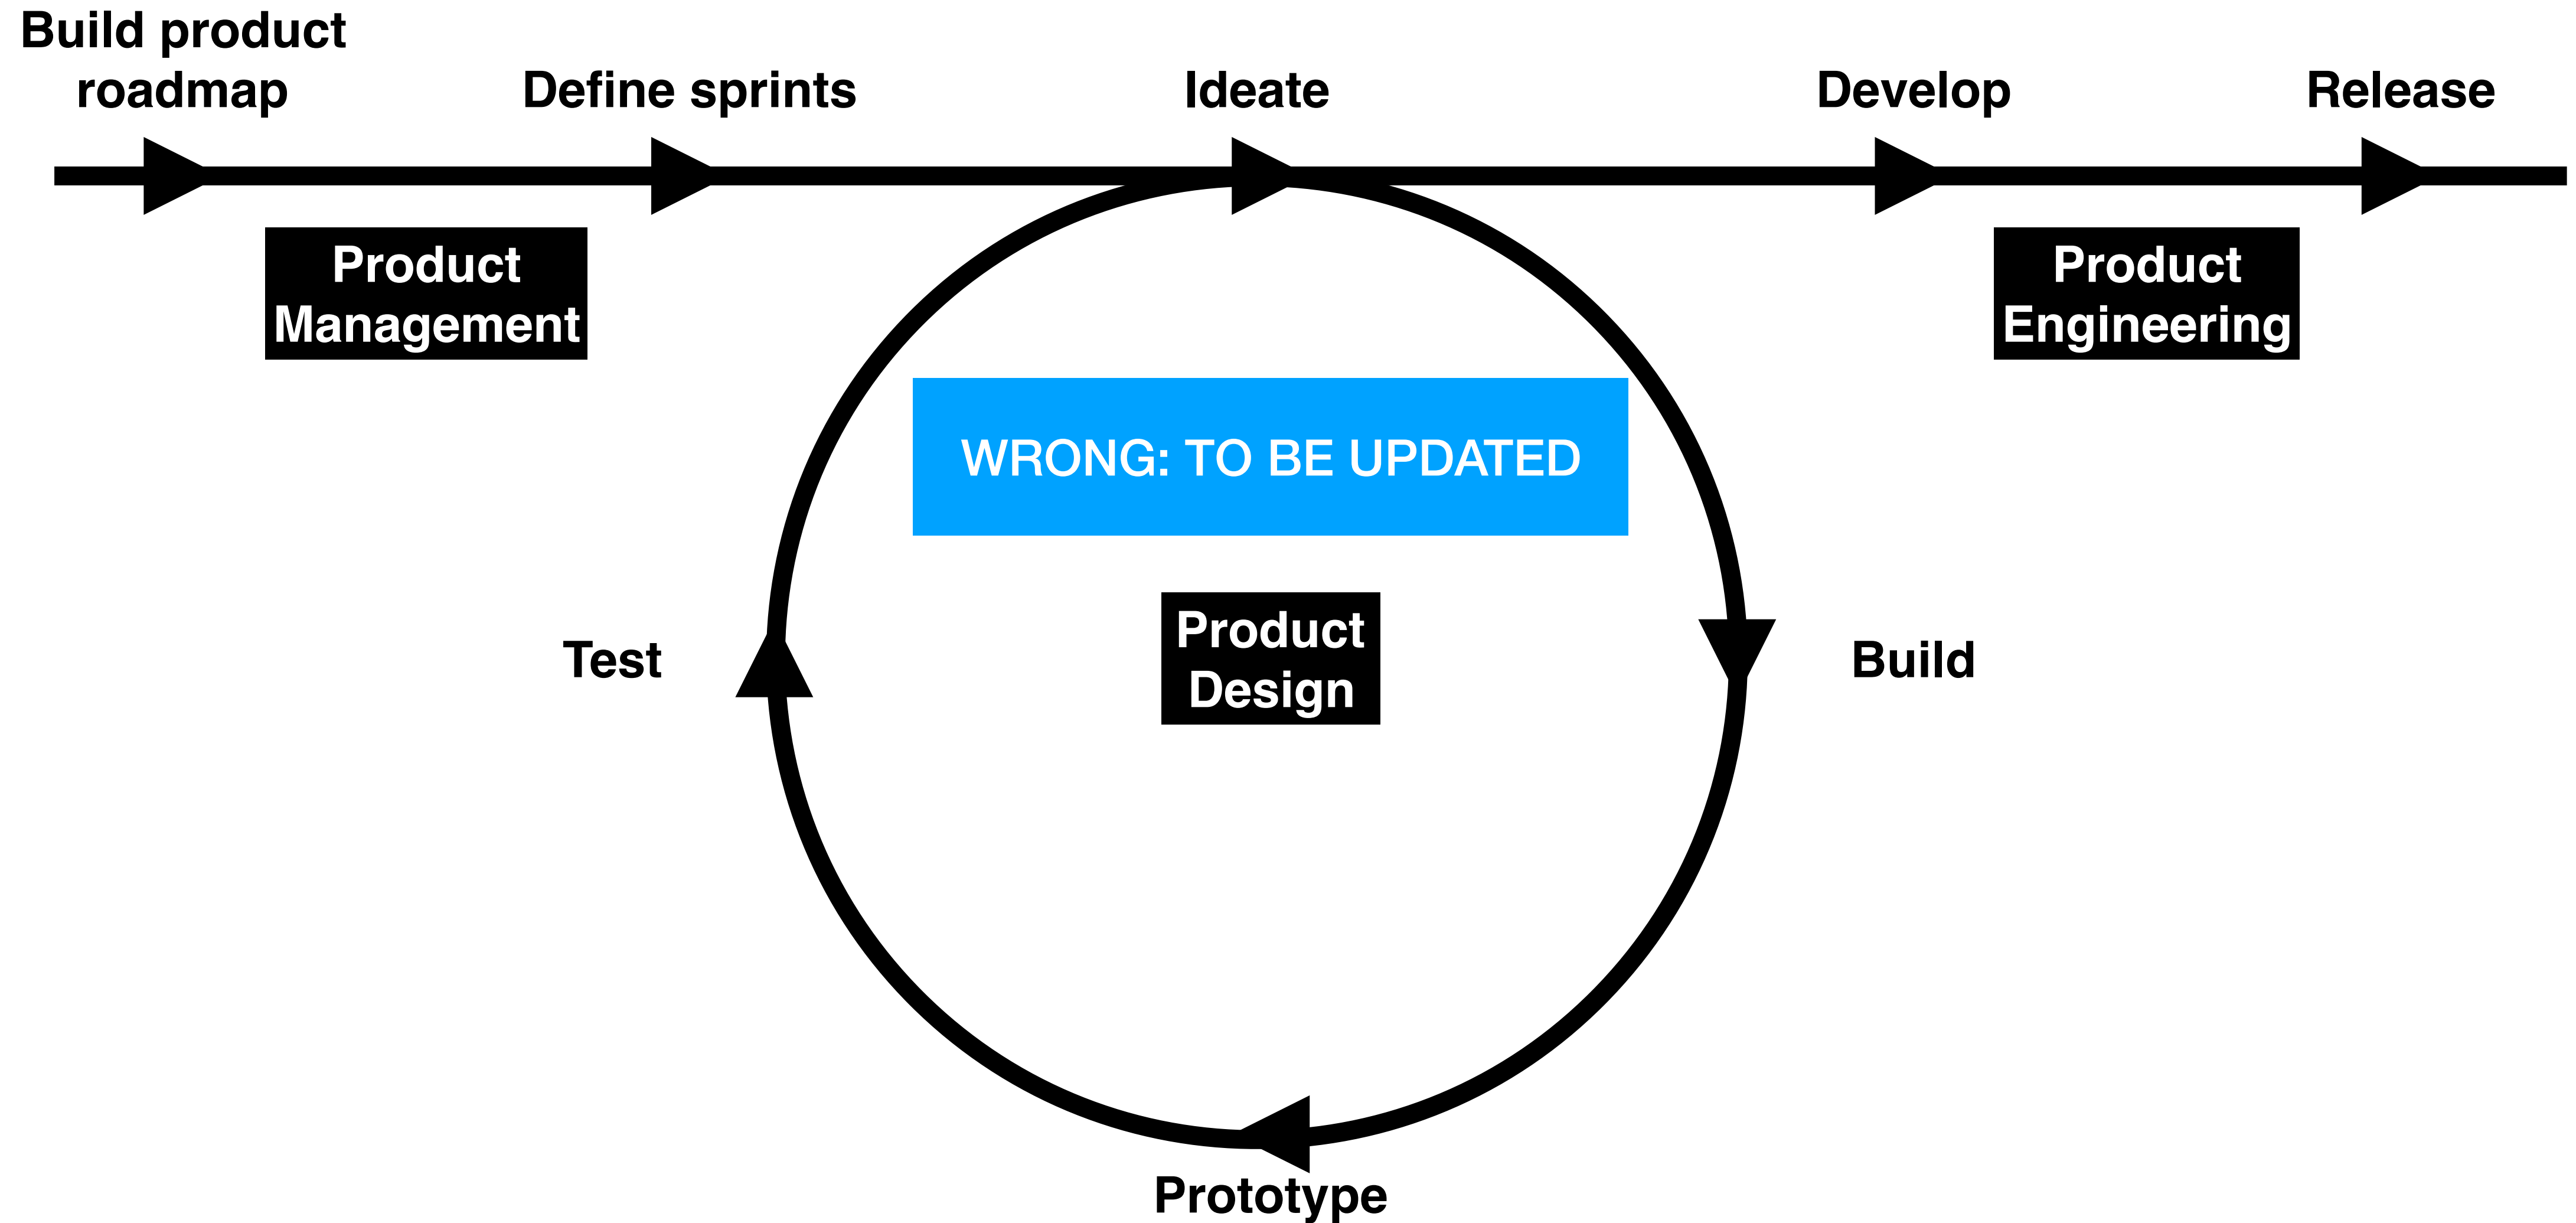 Build product
roadmap
Define sprints
Ideate
Develop
Release
Product
Management
Product
Engineering
WRONG: TO BE UPDATED
Product
Design
Test
Build
Prototype